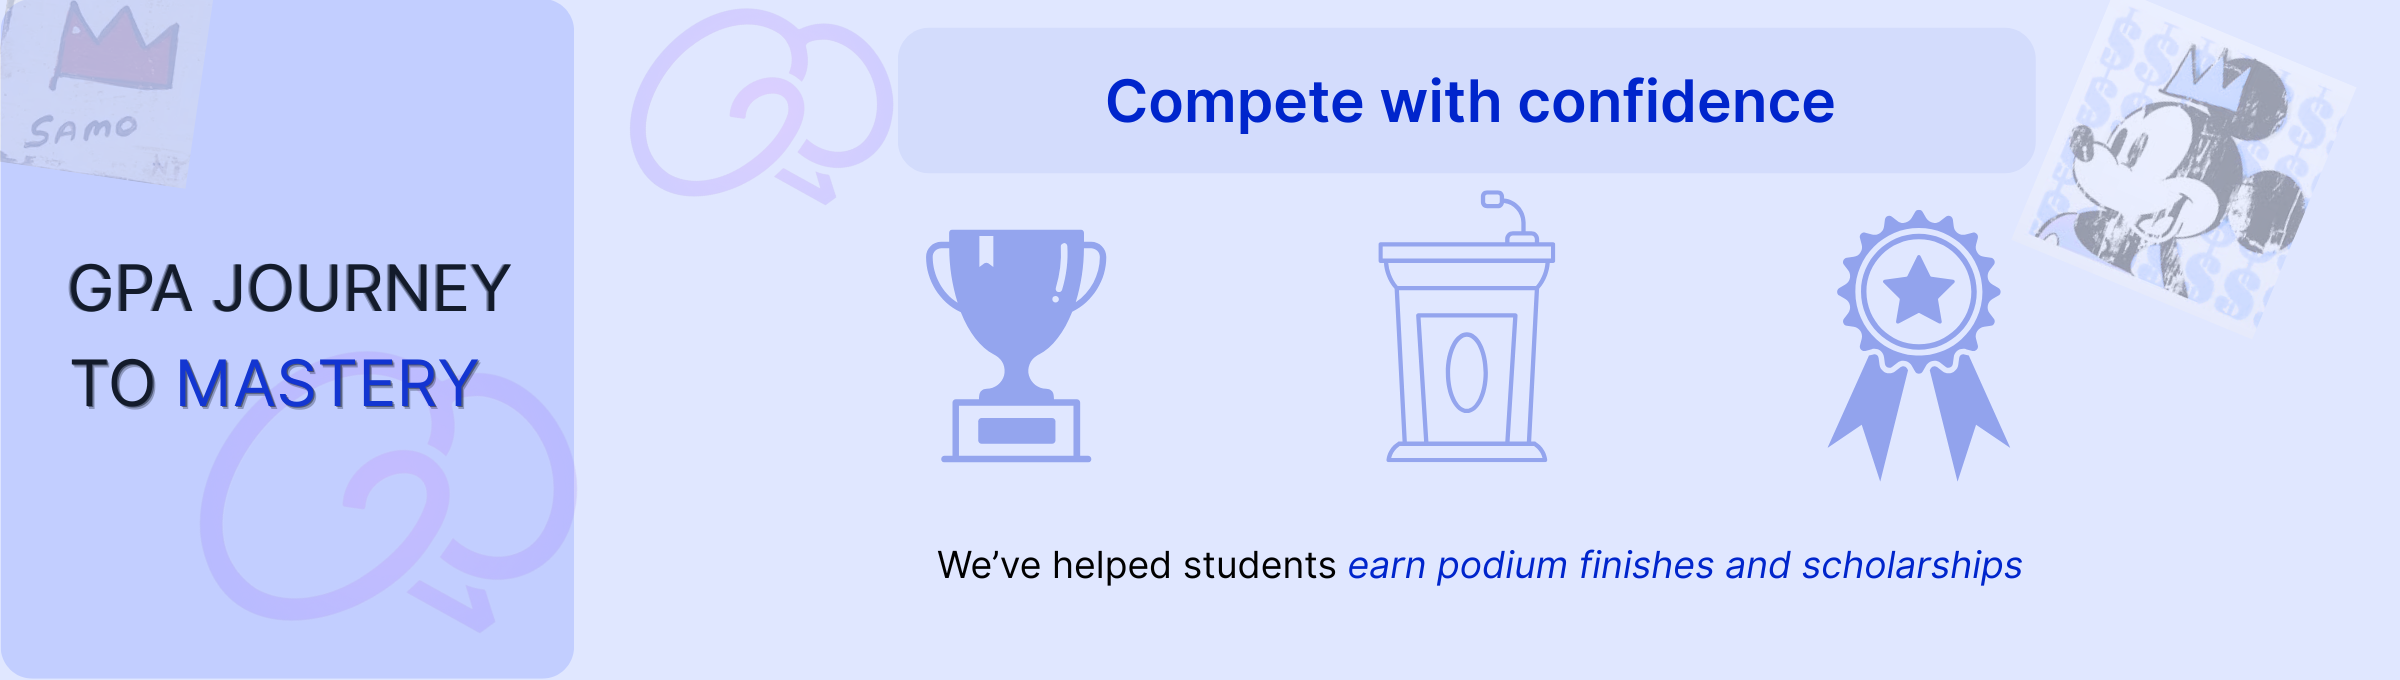 SAMO
GPA JOURNEY
TO MASTERY
Compete with confidence
We’ve helped students earn podium finishes and scholarships